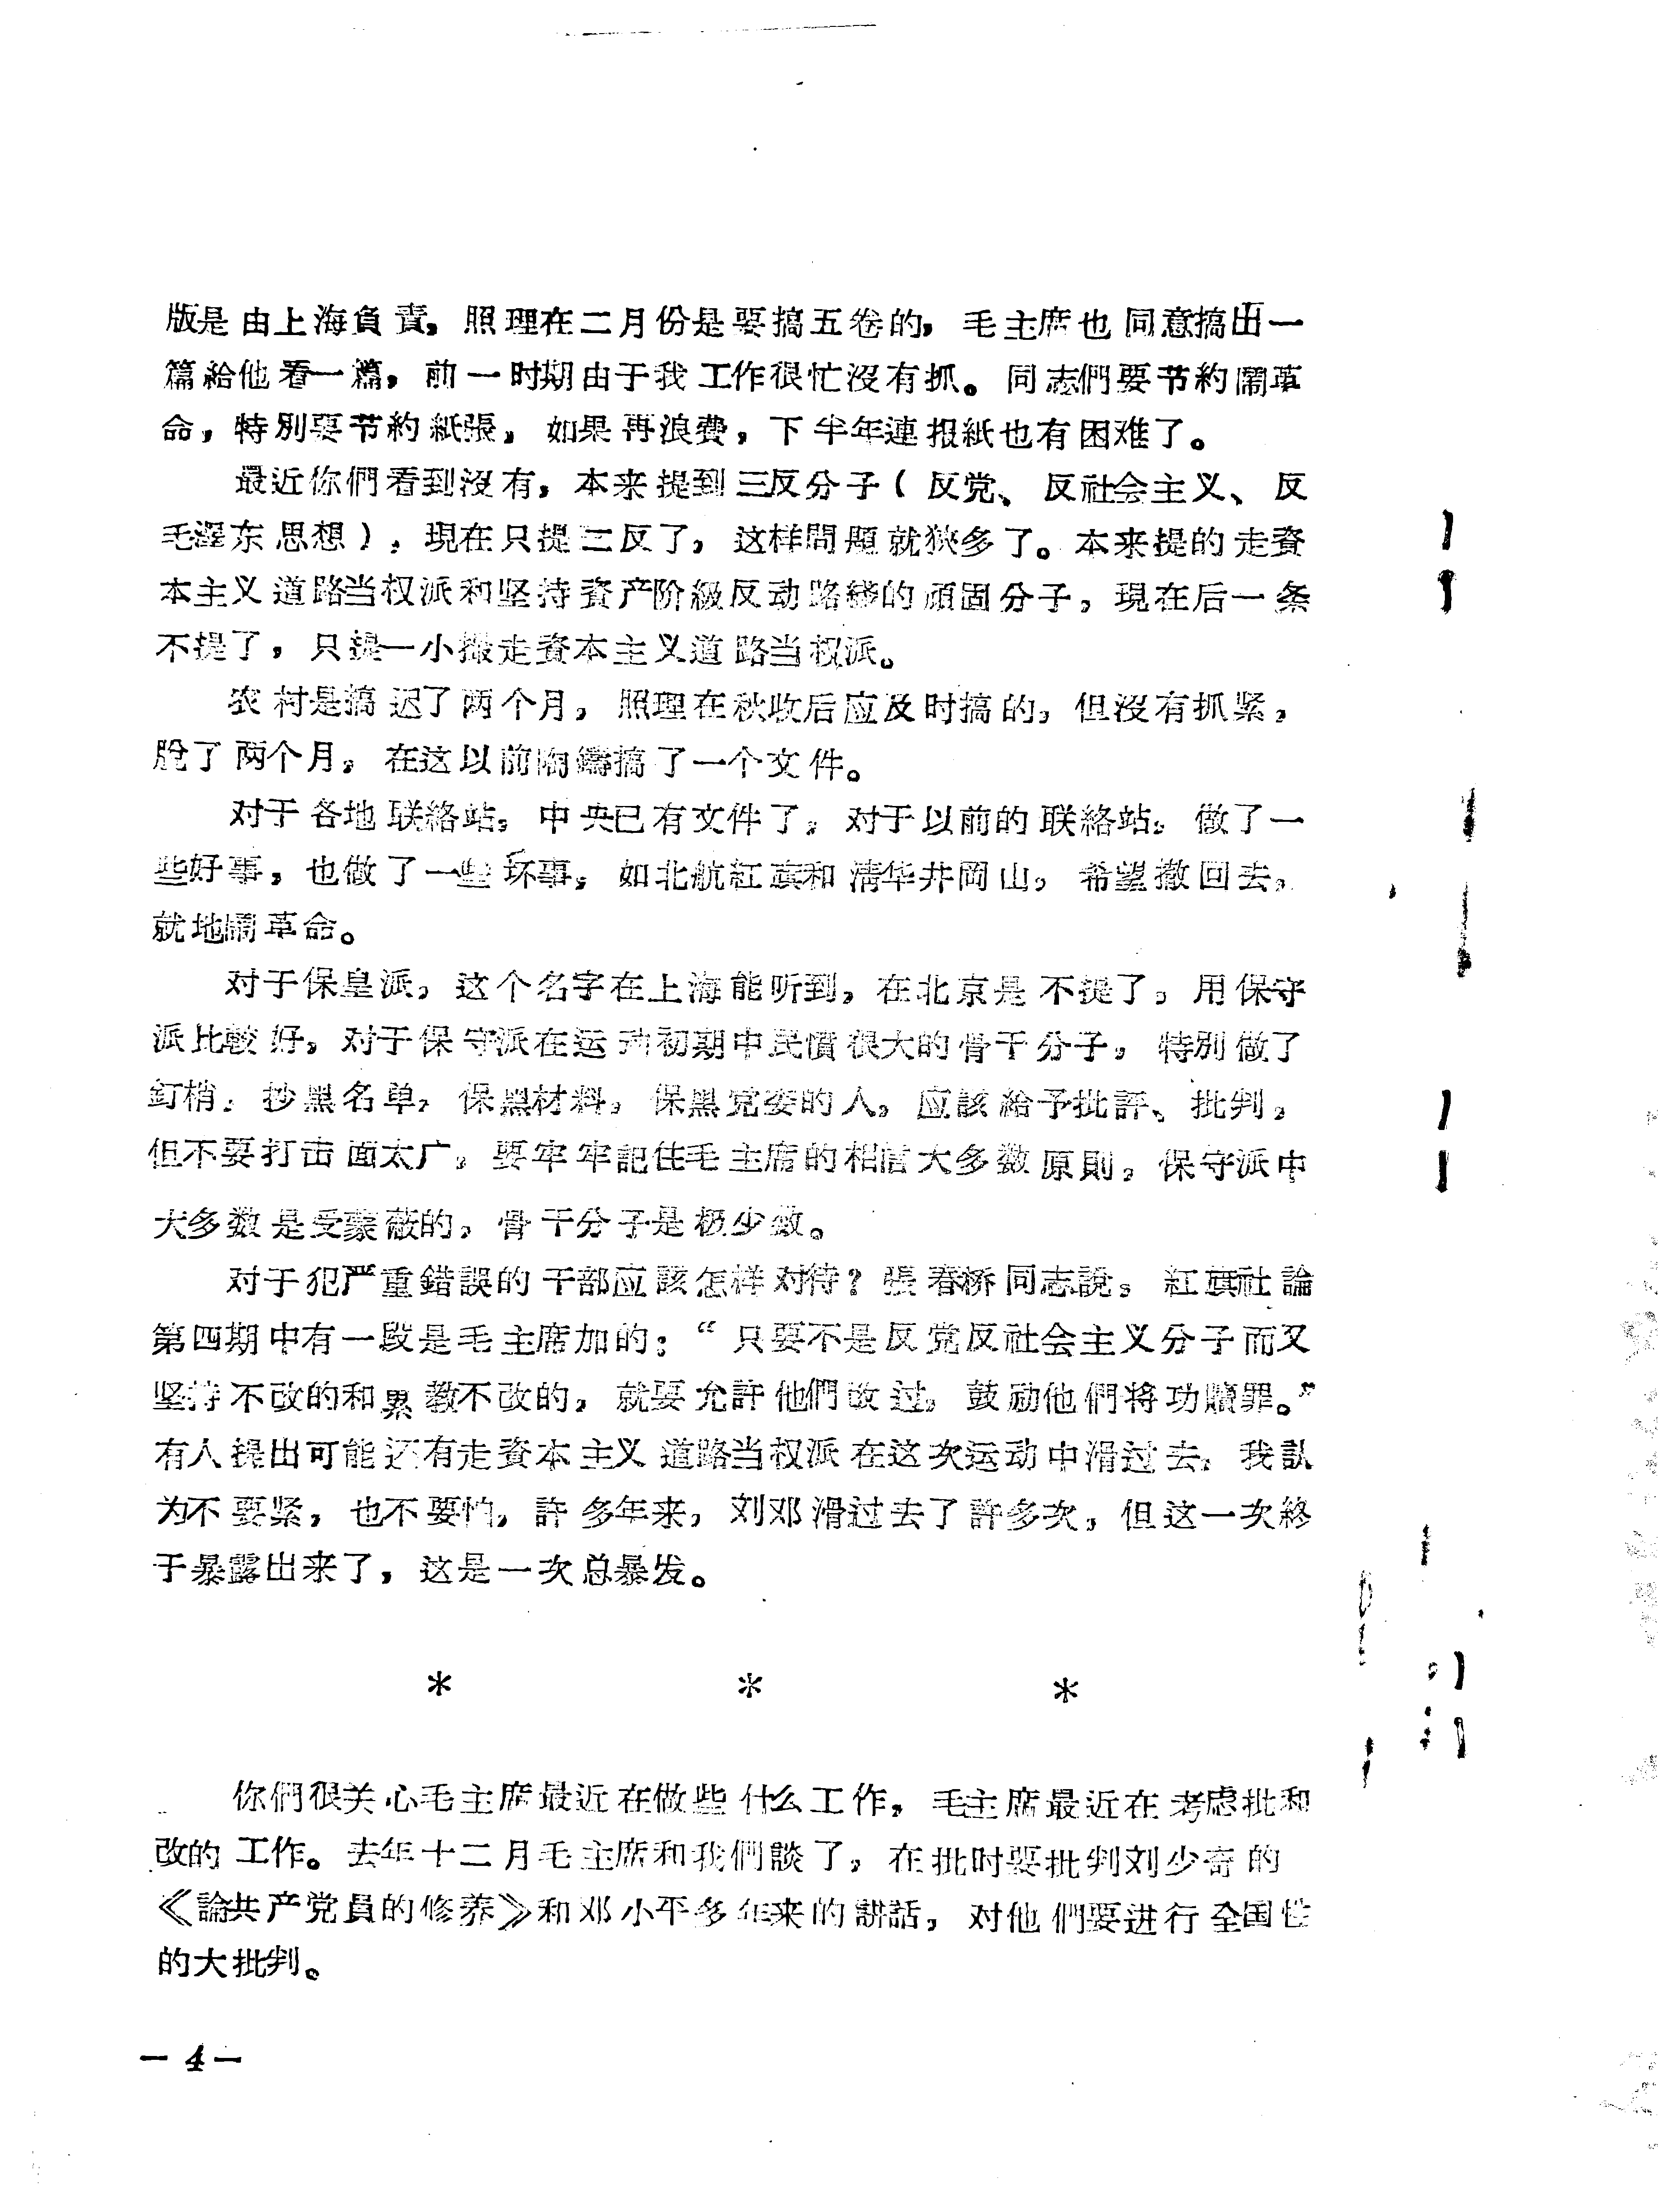 版是由上海負責，照理在二月份是要搞五卷的，毛主席也同意搞出一
篇給他看一篇，前一时期由于我工作很忙沒有抓。同志們要节約鬧革
命，特別要节約紙張，如果再浪費，下半年連报紙也有困难了。
最近你們看到沒有，本来提到三反分子（反党、反社会主义、反
毛澤东思想），現在只提二反了，这样問題就狹多了。本来提的走資
本主义道路当权派和坚持資产阶級反动路綫的頑固分子，現在后一条
不提了，只提一小撮走資本主义道路当权派。
农村是搞迟了两个月，照理在秋收后应及时搞的，但沒有抓紧，
脫了两个月，在这以前陶鑄搞了一个文件。
对于各地联絡站，中央已有文件了，对于以前的联絡站，做了一
些好事，也做了一些坏事，如北航紅旗和清华井岡山，希望撤回去，
就地鬧革命。
对于保皇派，这个名字在上海能听到，在北京是不提了，用保守
派比較好，对于保守派在运动初期中民憤很大的骨干分子，特別做了
釘梢，抄黑名单，保黑材料，保黑党委的人，应該給予批評、批判，
但不要打击面太广，要牢牢記住毛主席的相信大多数原則，保守派中
大多数是受蒙蔽的，骨干分子是极少数。
对于犯严重錯誤的干部应該怎样对待？張春桥同志說：紅旗社論
第四期中有一段是毛主席加的：“只要不是反党反社会主义分子而又
坚持不改的和累教不改的，就要允許他們改过，鼓励他們将功贖罪。”
有人提出可能还有走資本主义道路当权派在这次运动中滑过去，我認
为不要紧，也不要怕，許多年来，刘邓滑过去了許多次，但这一次終
于暴露出来了，这是一次总暴发。
＊　＊　＊
你們很关心毛主席最近在做些什么工作，毛主席最近在考虑批和
改的工作。去年十二月毛主席和我們談了，在批时要批判刘少奇的
《論共产党員的修养》和邓小平多年来的講話，对他們要进行全国性
的大批判。
— 4 —